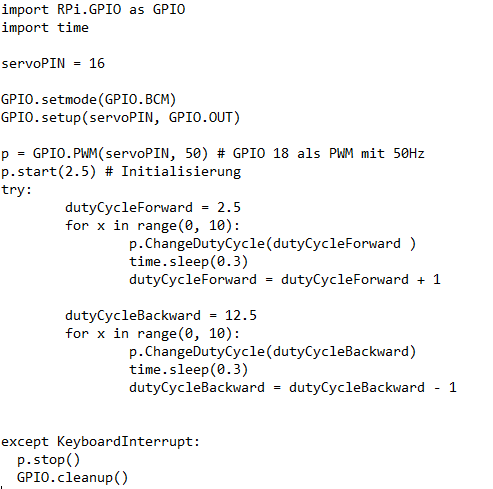 import RPi.GPIO as GPIO
import time

servoPIN = 16

GPIO.setmode(GPIO.BCM)
GPIO.setup(servoPIN, GPIO.OUT)

p = GPIO.PWM(servoPIN, 50) # GPIO 18 als PWM mit 50Hz
p.start(2.5) # Initialisierung
try:
        dutyCycleForward = 2.5
        for x in range(0, 10):
                p.ChangeDutyCycle(dutyCycleForward )
                time.sleep(0.3)
                dutyCycleForward = dutyCycleForward + 1

        dutyCycleBackward = 12.5
        for x in range(0, 10):
                p.ChangeDutyCycle(dutyCycleBackward)
                time.sleep(0.3)
                dutyCycleBackward = dutyCycleBackward - 1


except KeyboardInterrupt:
  p.stop()
  GPIO.cleanup()